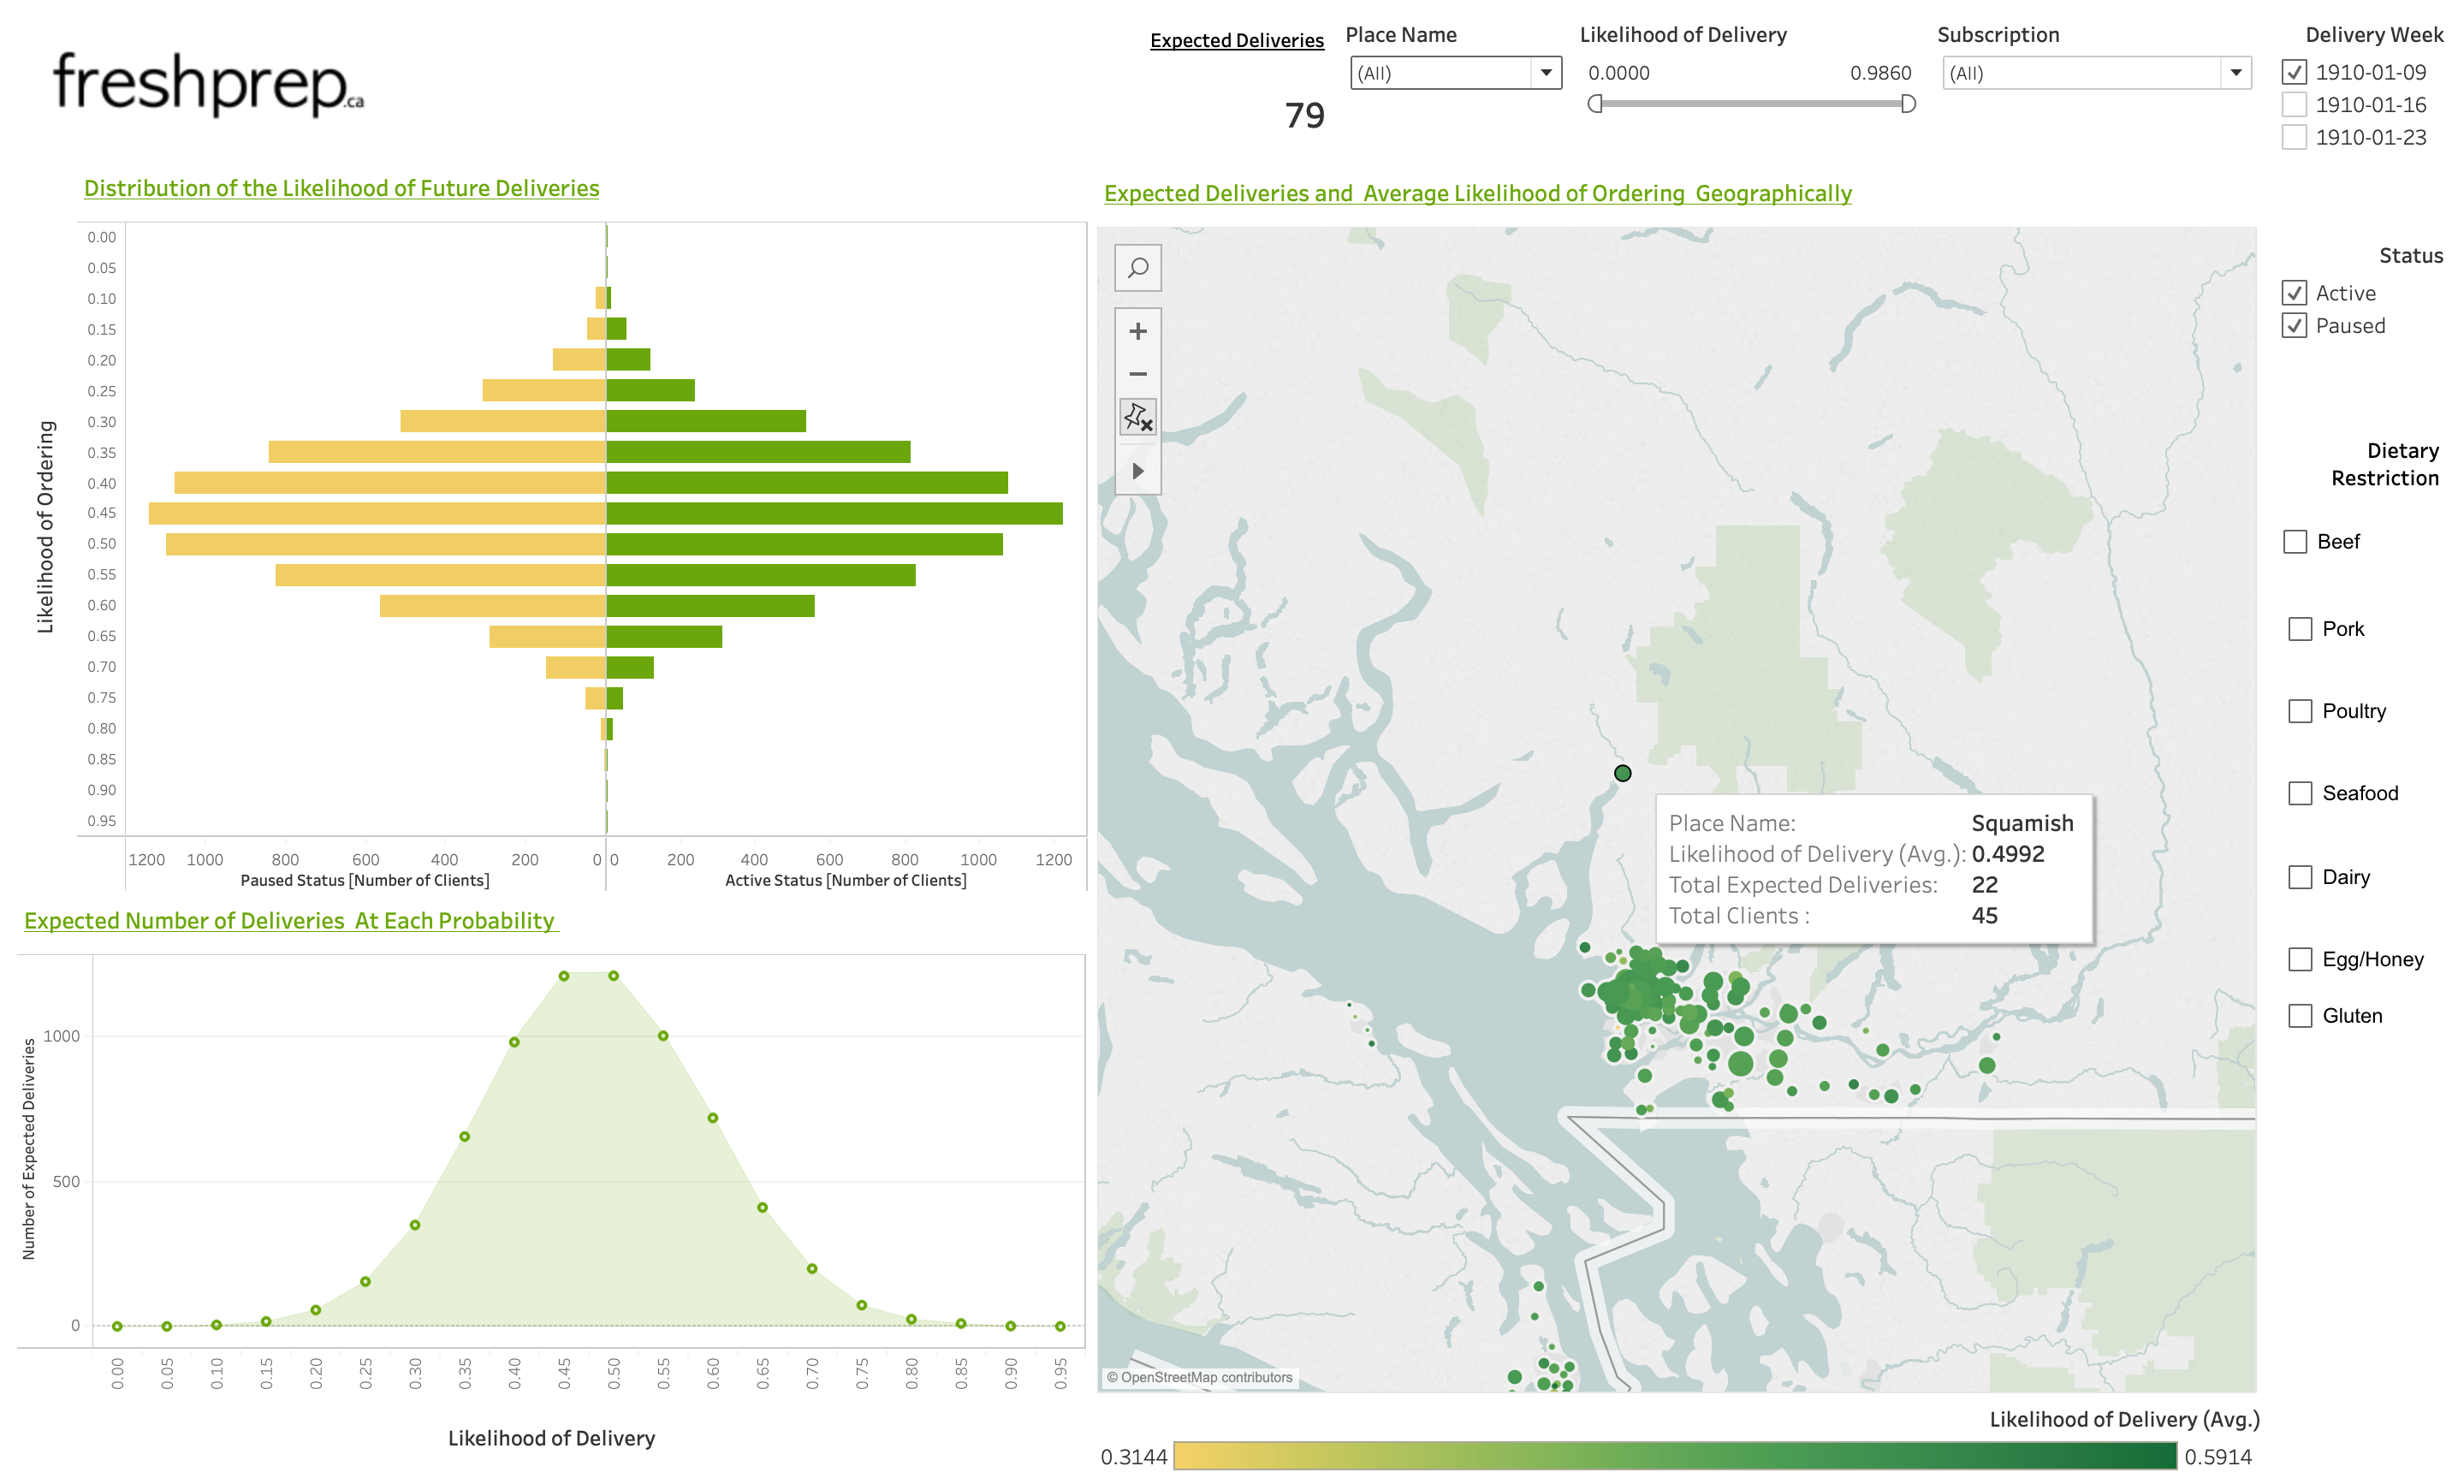 freshprep.ca
Expected Deliveries
79
Place Name
(All)
Likelihood of Delivery
0.0000 0.9860
Subscription
(All)
Delivery Week
1910-01-09
1910-01-16
1910-01-23
Distribution of the Likelihood of Future Deliveries
Likelihood of Ordering
0.00
0.05
0.10
0.15
0.20
0.25
0.30
0.35
0.40
0.45
0.50
0.55
0.60
0.65
0.70
0.75
0.80
0.85
0.90
0.95
1200 1000 800 600 400 200 0 0 200 400 600 800 1000 1200
Paused Status [Number of Clients] Active Status [Number of Clients]
Expected Number of Deliveries At Each Probability
Number of Expected Deliveries
1000
500
0
0.00 0.05 0.10 0.15 0.20 0.25 0.30 0.35 0.40 0.45 0.50 0.55 0.60 0.65 0.70 0.75 0.80 0.85 0.90 0.95
Likelihood of Delivery
Expected Deliveries and Average Likelihood of Ordering Geographically
Place Name: Squamish
Likelihood of Delivery (Avg.): 0.4992
Total Expected Deliveries: 22
Total Clients : 45
© OpenStreetMap contributors
Likelihood of Delivery (Avg.)
0.3144 0.5914
Status
Active
Paused
Dietary
Restriction
Beef
Pork
Poultry
Seafood
Dairy
Egg/Honey
Gluten